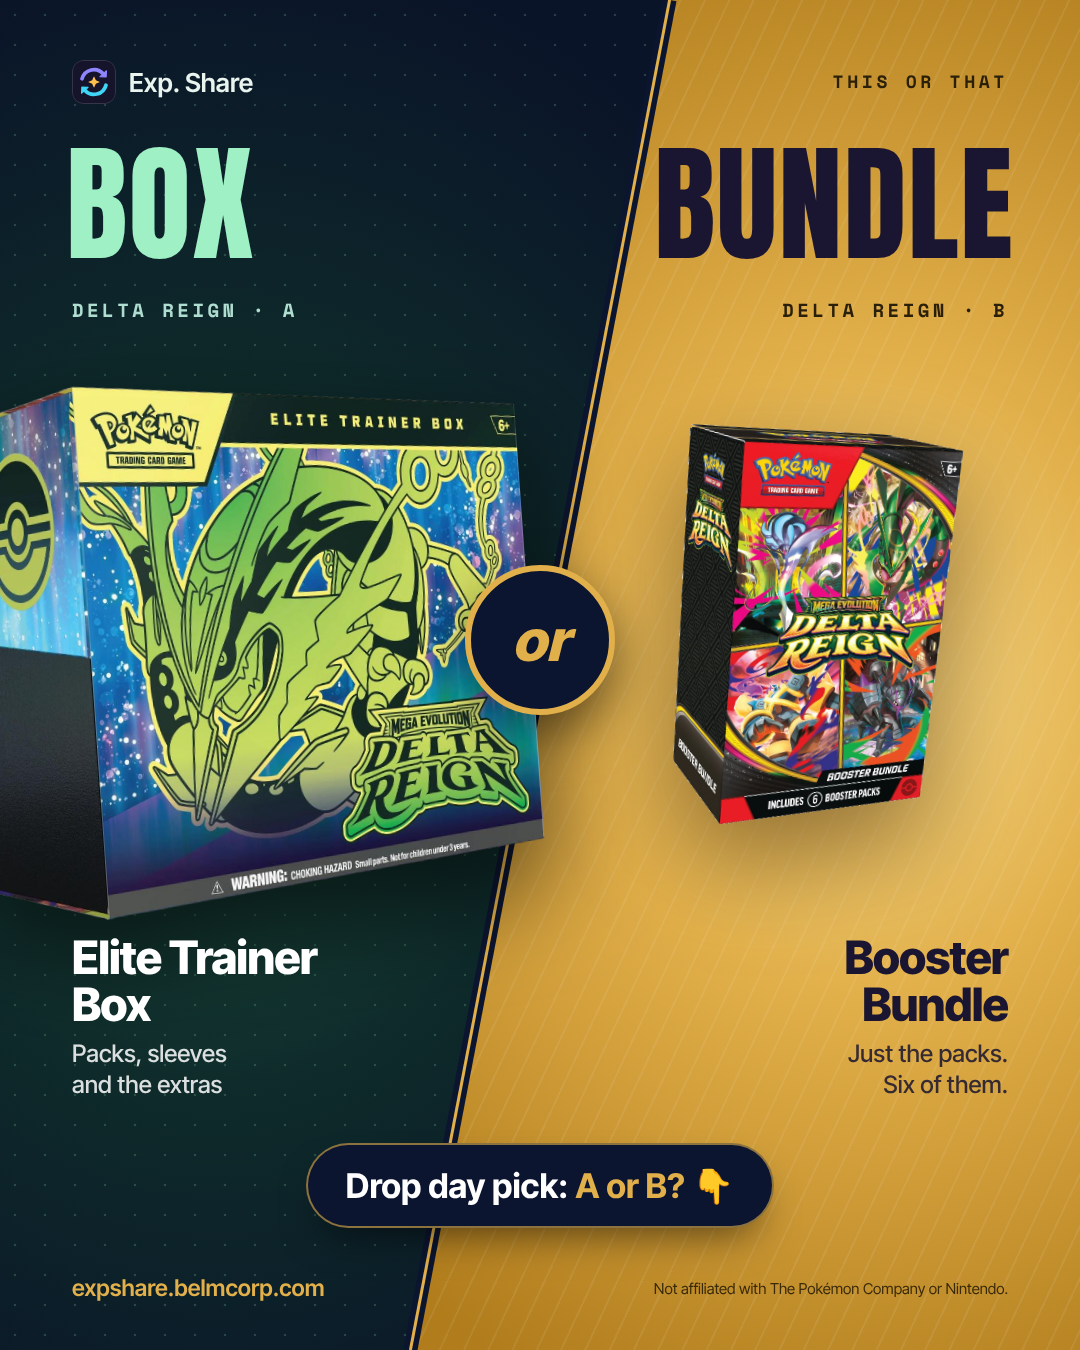 Exp. Share
THIS OR THAT
BOX
BUNDLE
DELTA REIGN · A
DELTA REIGN · B
Pokémon
TRADING CARD GAME
ELITE TRAINER BOX
6+
MEGA EVOLUTION
DELTA
REIGN
WARNING: CHOKING HAZARD Small parts. Not for children under 3 years.
or
Pokémon
DELTA
REIGN
BOOSTER BUNDLE
Pokémon
TRADING CARD GAME
6+
MEGA EVOLUTION
DELTA
REIGN
BOOSTER BUNDLE
INCLUDES 6 BOOSTER PACKS
Elite Trainer
Box
Packs, sleeves
and the extras
Booster
Bundle
Just the packs.
Six of them.
Drop day pick: A or B? 👇
expshare.belmcorp.com
Not affiliated with The Pokémon Company or Nintendo.